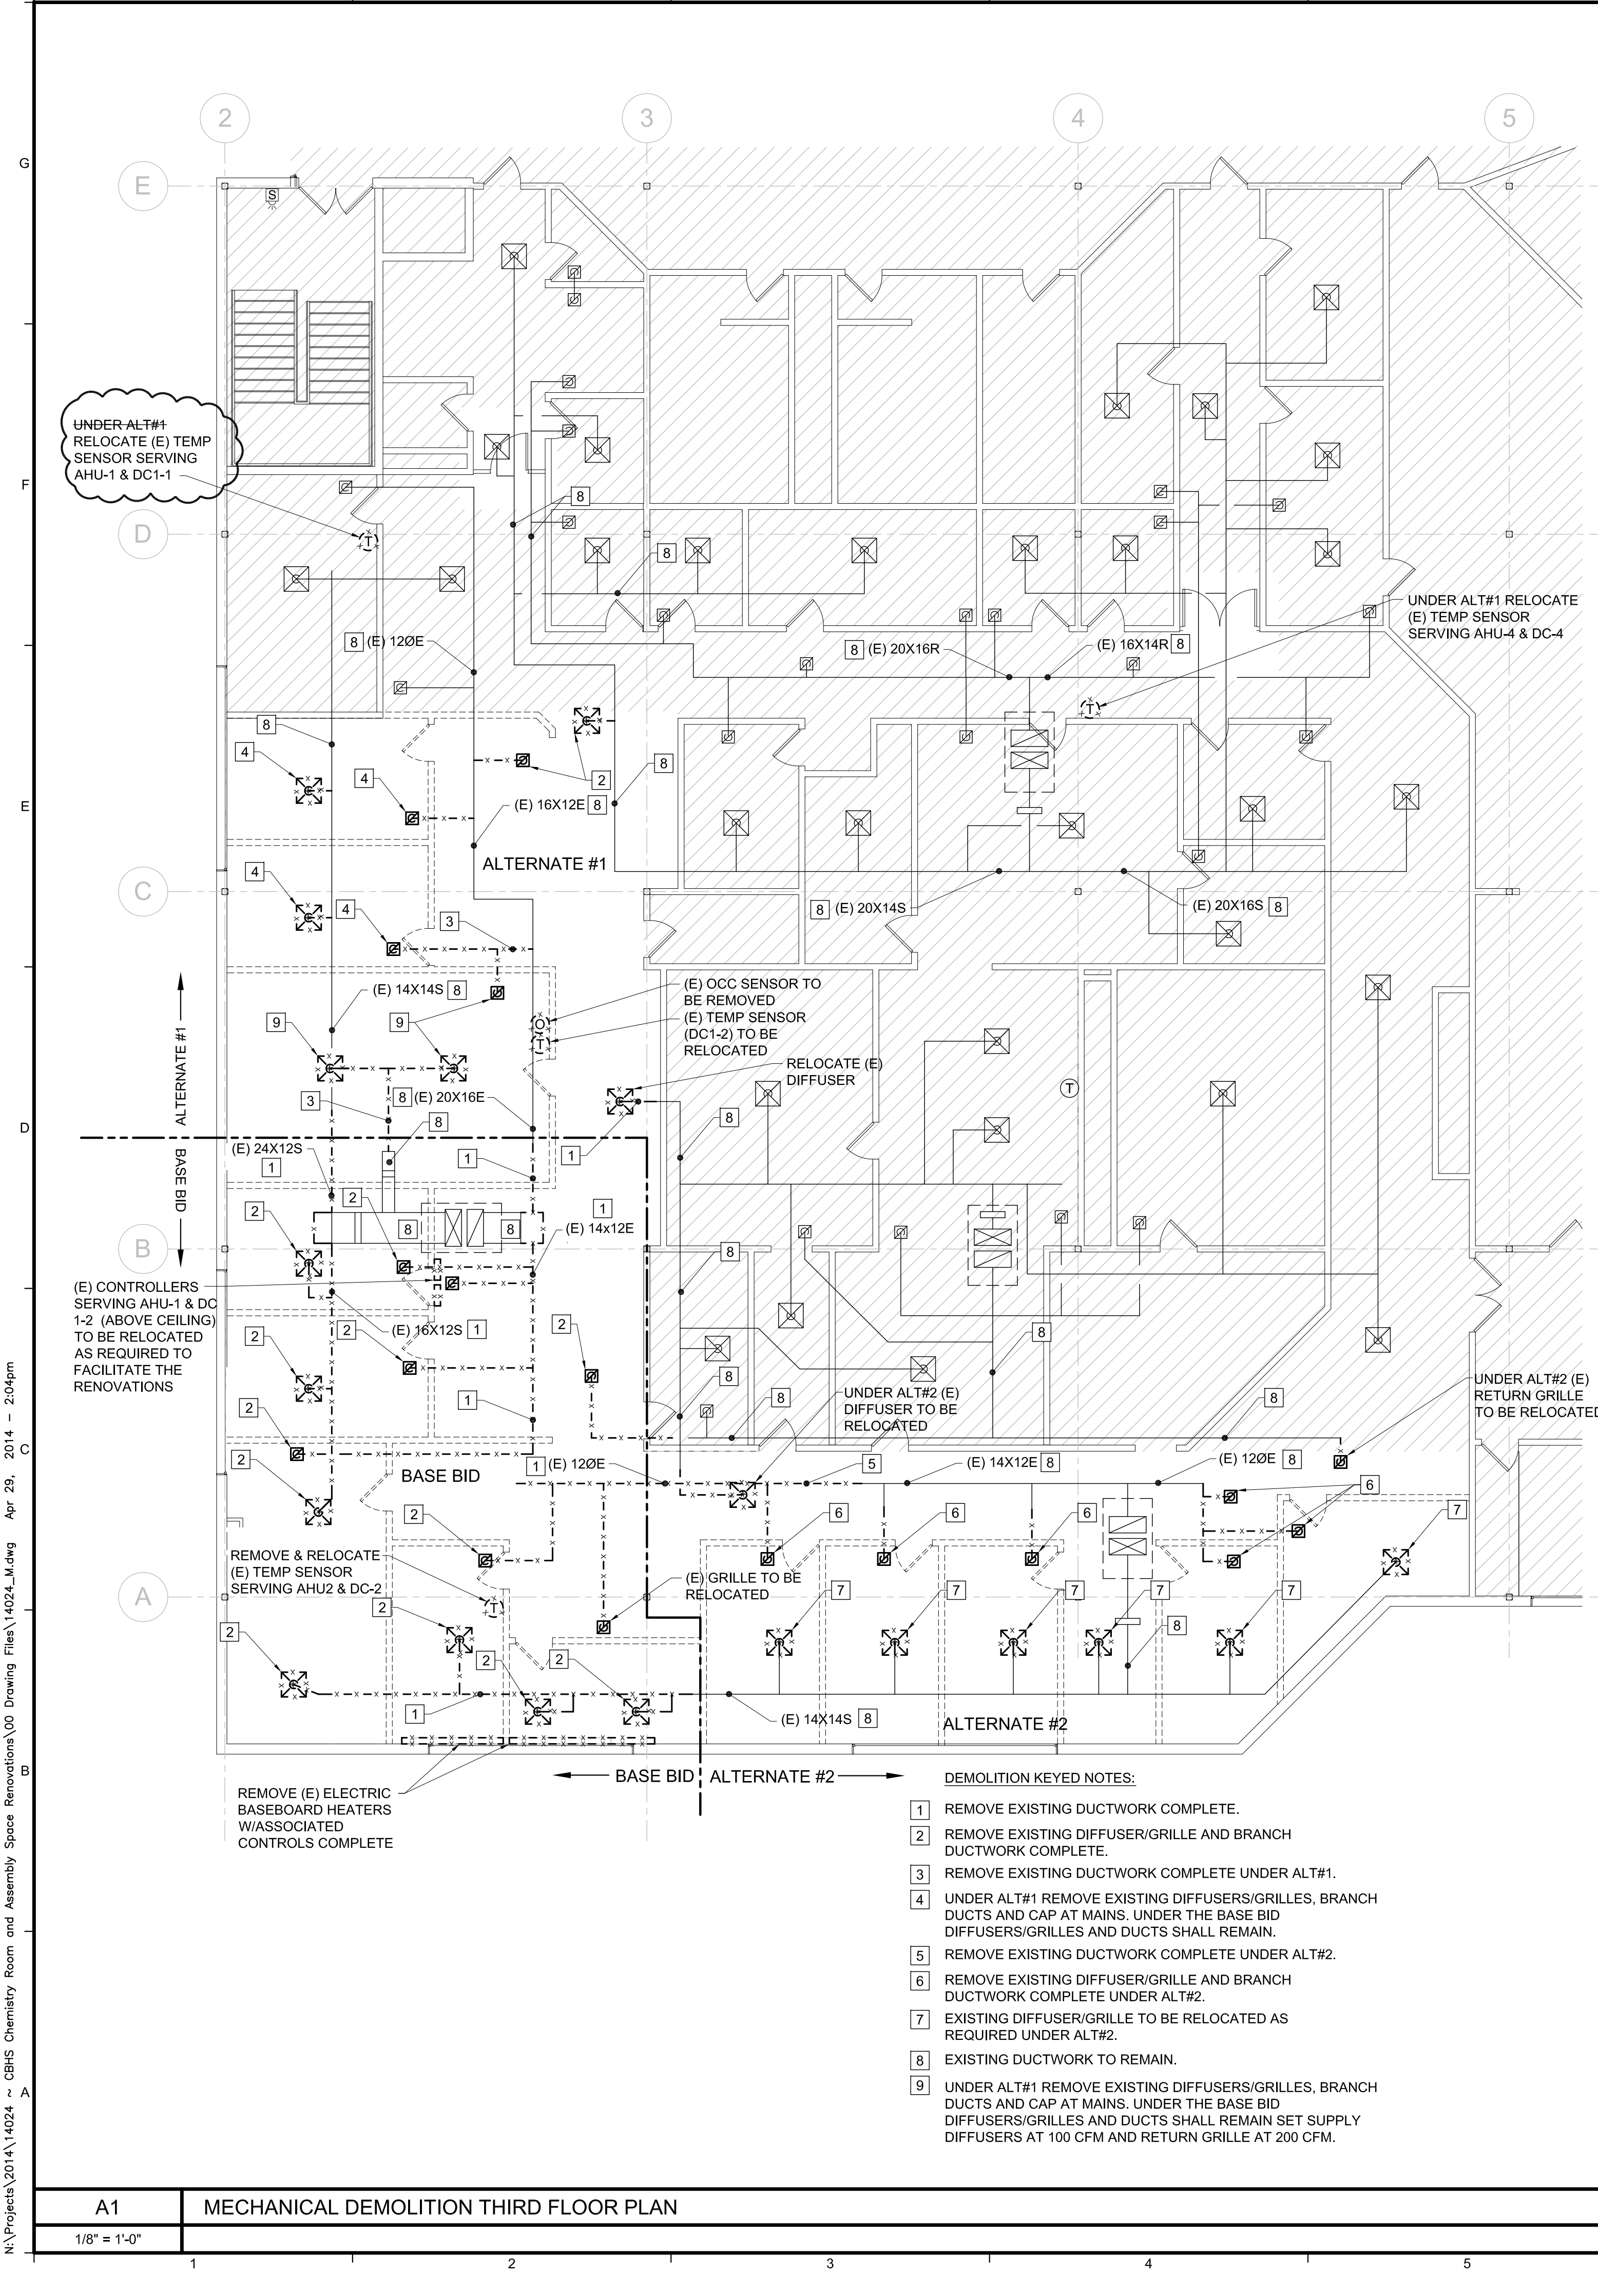 2
3
4
5
G
E
S
UNDER ALT#1
RELOCATE (E) TEMP
SENSOR SERVING
AHU-1 & DC1-1
F
8
D
T
8
UNDER ALT#1 RELOCATE
(E) TEMP SENSOR
SERVING AHU-4 & DC-4
8 (E) 12ØE
8 (E) 20X16R
(E) 16X14R 8
T
8
4
4
2
8
E
(E) 16X12E 8
ALTERNATE #1
4
C
4
3
8 (E) 20X14S
(E) 20X16S 8
(E) OCC SENSOR TO
BE REMOVED
(E) TEMP SENSOR
(DC1-2) TO BE
RELOCATED
(E) 14X14S 8
9
9
O
T
ALTERNATE #1
RELOCATE (E)
DIFFUSER
T
3
8 (E) 20X16E
8
8
D
(E) 24X12S
1
1
1
BASE BID
2
2
1
8
8
(E) 14x12E
B
8
(E) CONTROLLERS
SERVING AHU-1 & DC
1-2 (ABOVE CEILING)
TO BE RELOCATED
AS REQUIRED TO
FACILITATE THE
RENOVATIONS
2
2
(E) 16X12S 1
2
8
8
2
1
UNDER ALT#2 (E)
DIFFUSER TO BE
RELOCATED
8
8
UNDER ALT#2 (E)
RETURN GRILLE
TO BE RELOCATED
C
2
BASE BID
1 (E) 12ØE
5
(E) 14X12E 8
(E) 12ØE 8
6
2
6
6
6
7
REMOVE & RELOCATE
(E) TEMP SENSOR
SERVING AHU2 & DC-2
(E) GRILLE TO BE
RELOCATED
A
T
7
7
7
7
7
2
2
2
2
8
1
(E) 14X14S 8
ALTERNATE #2
B
BASE BID
ALTERNATE #2
REMOVE (E) ELECTRIC
BASEBOARD HEATERS
W/ASSOCIATED
CONTROLS COMPLETE
DEMOLITION KEYED NOTES:
1 REMOVE EXISTING DUCTWORK COMPLETE.
2 REMOVE EXISTING DIFFUSER/GRILLE AND BRANCH
DUCTWORK COMPLETE.
3 REMOVE EXISTING DUCTWORK COMPLETE UNDER ALT#1.
4 UNDER ALT#1 REMOVE EXISTING DIFFUSERS/GRILLES, BRANCH
DUCTS AND CAP AT MAINS. UNDER THE BASE BID
DIFFUSERS/GRILLES AND DUCTS SHALL REMAIN.
5 REMOVE EXISTING DUCTWORK COMPLETE UNDER ALT#2.
6 REMOVE EXISTING DIFFUSER/GRILLE AND BRANCH
DUCTWORK COMPLETE UNDER ALT#2.
7 EXISTING DIFFUSER/GRILLE TO BE RELOCATED AS
REQUIRED UNDER ALT#2.
8 EXISTING DUCTWORK TO REMAIN.
9 UNDER ALT#1 REMOVE EXISTING DIFFUSERS/GRILLES, BRANCH
DUCTS AND CAP AT MAINS. UNDER THE BASE BID
DIFFUSERS/GRILLES AND DUCTS SHALL REMAIN SET SUPPLY
DIFFUSERS AT 100 CFM AND RETURN GRILLE AT 200 CFM.
A
N:\Projects\2014\14024 ~ CBHS Chemistry Room and Assembly Space Renovations\00 Drawing Files\14024_M.dwg Apr 29, 2014 – 2:04pm
A1
MECHANICAL DEMOLITION THIRD FLOOR PLAN
1/8" = 1'-0"
1
2
3
4
5